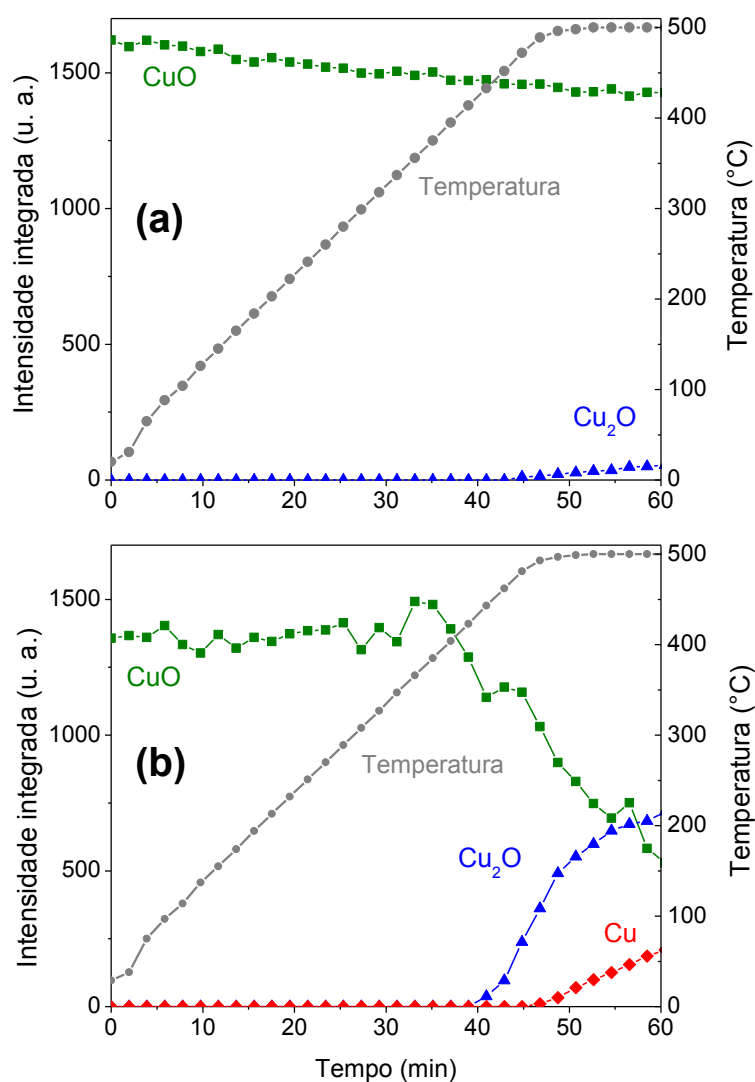 500
1500
CuO
400
Temperatura
(a)
300
1000
Intensidade integrada (u. a.)
Temperatura (°C)
200
500
100
Cu₂O
0
0
0 10 20 30 40 50 60
500
1500
CuO
400
300
1000
Intensidade integrada (u. a.)
Temperatura (°C)
Temperatura
(b)
200
500
Cu₂O
100
Cu
0
0
0 10 20 30 40 50 60
Tempo (min)